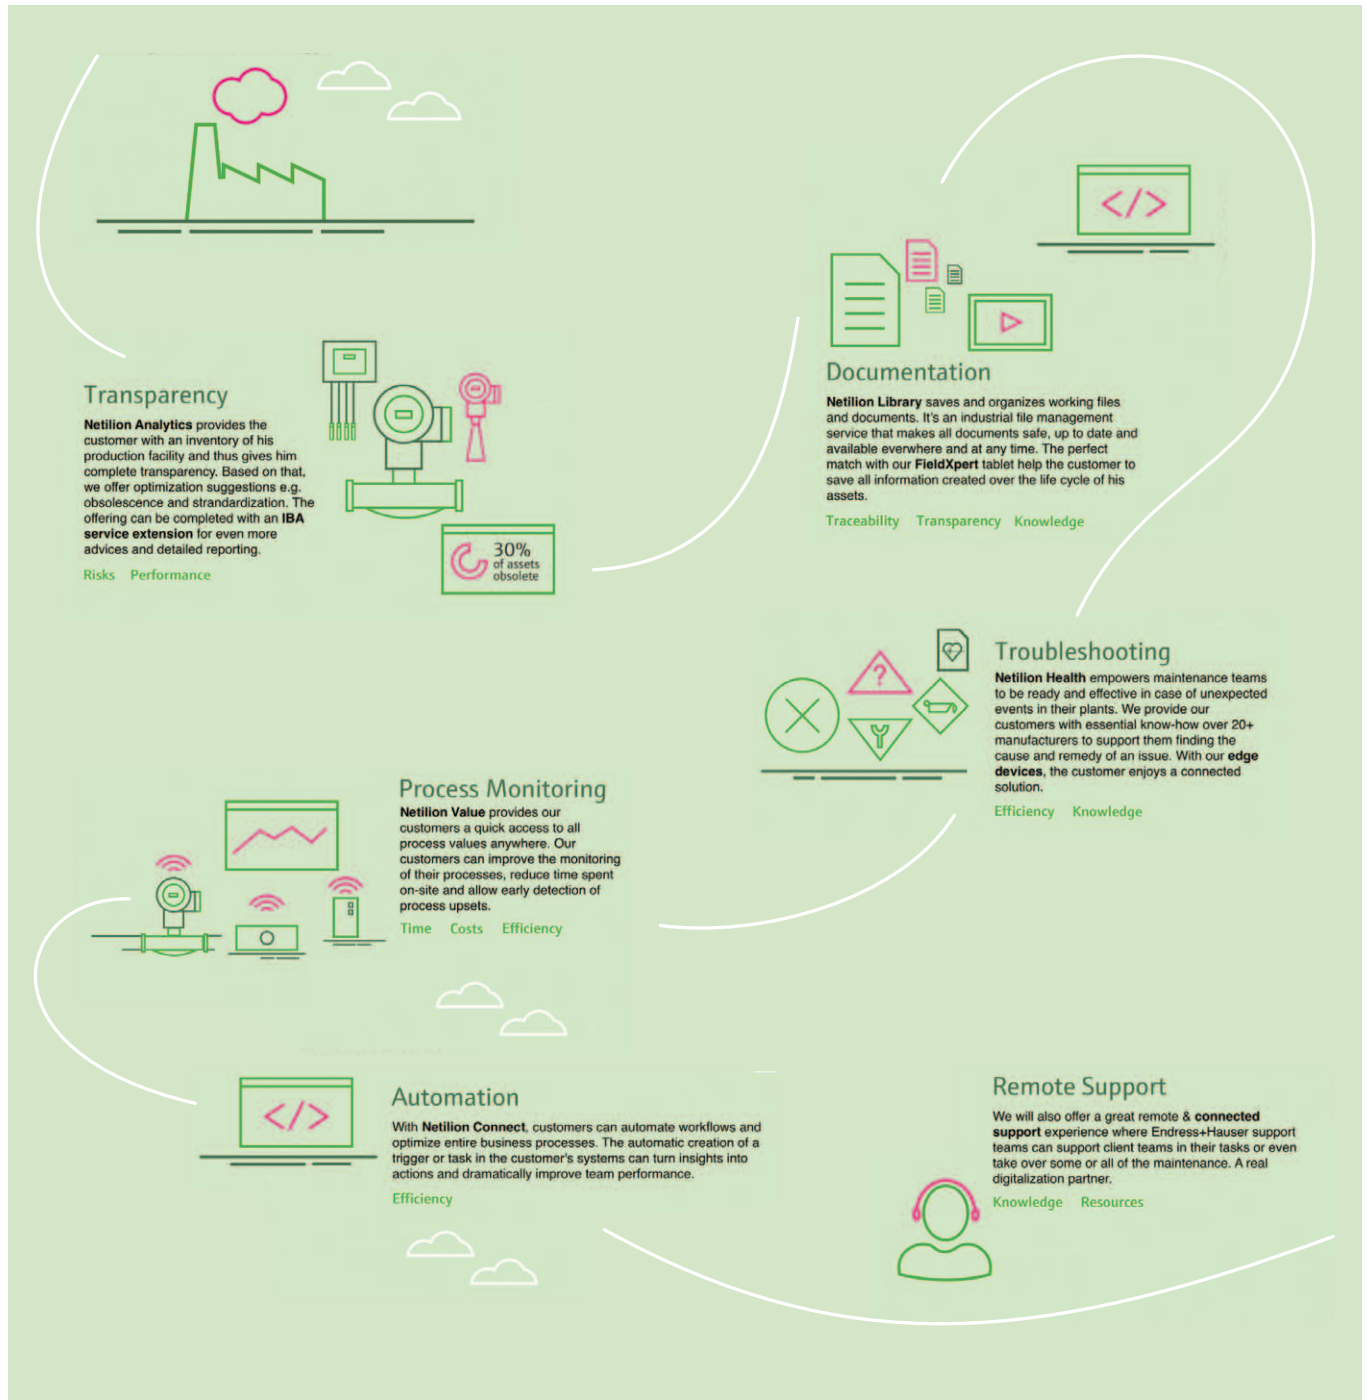 Transparency
Netilion Analytics provides the
customer with an inventory of his
production facility and thus gives him
complete transparency. Based on that,
we offer optimization suggestions e.g.
obsolescence and strandardization. The
offering can be completed with an IBA
service extension for even more
advices and detailed reporting.
Risks Performance
30%
of assets
obsolete
</>
Documentation
Netilion Library saves and organizes working files
and documents. It's an industrial file management
service that makes all documents safe, up to date and
available everwhere and at any time. The perfect
match with our FieldXpert tablet help the customer to
save all information created over the life cycle of his
assets.
Traceability Transparency Knowledge
?
Troubleshooting
Netilion Health empowers maintenance teams
to be ready and effective in case of unexpected
events in their plants. We provide our
customers with essential know-how over 20+
manufacturers to support them finding the
cause and remedy of an issue. With our edge
devices, the customer enjoys a connected
solution.
Efficiency Knowledge
Process Monitoring
Netilion Value provides our
customers a quick access to all
process values anywhere. Our
customers can improve the monitoring
of their processes, reduce time spent
on-site and allow early detection of
process upsets.
Time Costs Efficiency
</>
Automation
With Netilion Connect, customers can automate workflows and
optimize entire business processes. The automatic creation of a
trigger or task in the customer's systems can turn insights into
actions and dramatically improve team performance.
Efficiency
Remote Support
We will also offer a great remote & connected
support experience where Endress+Hauser support
teams can support client teams in their tasks or even
take over some or all of the maintenance. A real
digitalization partner.
Knowledge Resources